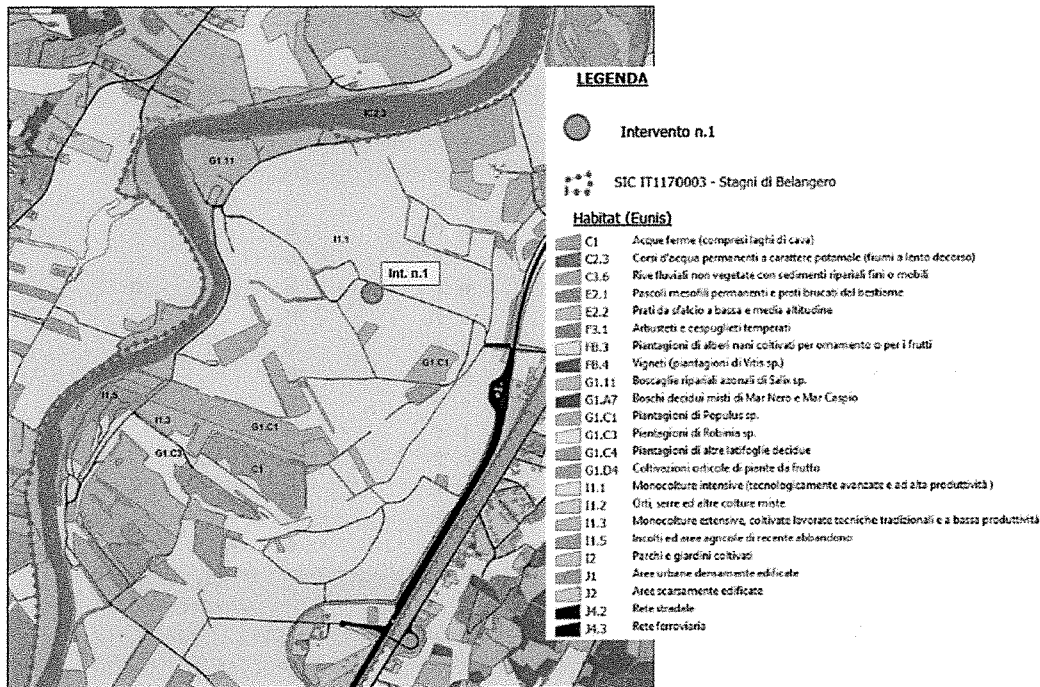 C2.3
G1.11
I1.1
Int. n.1
G1.C1
I1.5
I1.3
G1.C1
G1.C3
C1
LEGENDA
Intervento n.1
SIC IT1170003 - Stagni di Belangero
Habitat (Eunis)
C1 Acque ferme (compresi laghi di cava)
C2.3 Corsi d'acqua permanenti a carattere potamale (fiumi a lento decorso)
C3.6 Rive fluviali non vegetate con sedimenti ripariali fini o mobili
E2.1 Pascoli mesofili permanenti e prati brucati dal bestiame
E2.2 Prati da sfalcio a bassa e media altitudine
F3.1 Arbusteti e cespuglieti temperati
FB.3 Piantagioni di alberi nani coltivati per ornamento o per i frutti
FB.4 Vigneti (piantagioni di Vitis sp.)
G1.11 Boscaglie ripariali azonali di Salix sp.
G1.A7 Boschi decidui misti di Mar Nero e Mar Caspio
G1.C1 Piantagioni di Populus sp.
G1.C3 Piantagioni di Robinia sp.
G1.C4 Piantagioni di altre latifoglie decidue
G1.D4 Coltivazioni orticole di piante da frutto
I1.1 Monocolture intensive (tecnologicamente avanzate e ad alta produttività )
I1.2 Orti, serre ed altre colture miste
I1.3 Monocolture estensive, coltivate lavorate tecniche tradizionali e a bassa produttività
I1.5 Incolti ed aree agricole di recente abbandono
I2 Parchi e giardini coltivati
J1 Aree urbane densamente edificate
J2 Aree scarsamente edificate
J4.2 Rete stradale
J4.3 Rete ferroviaria